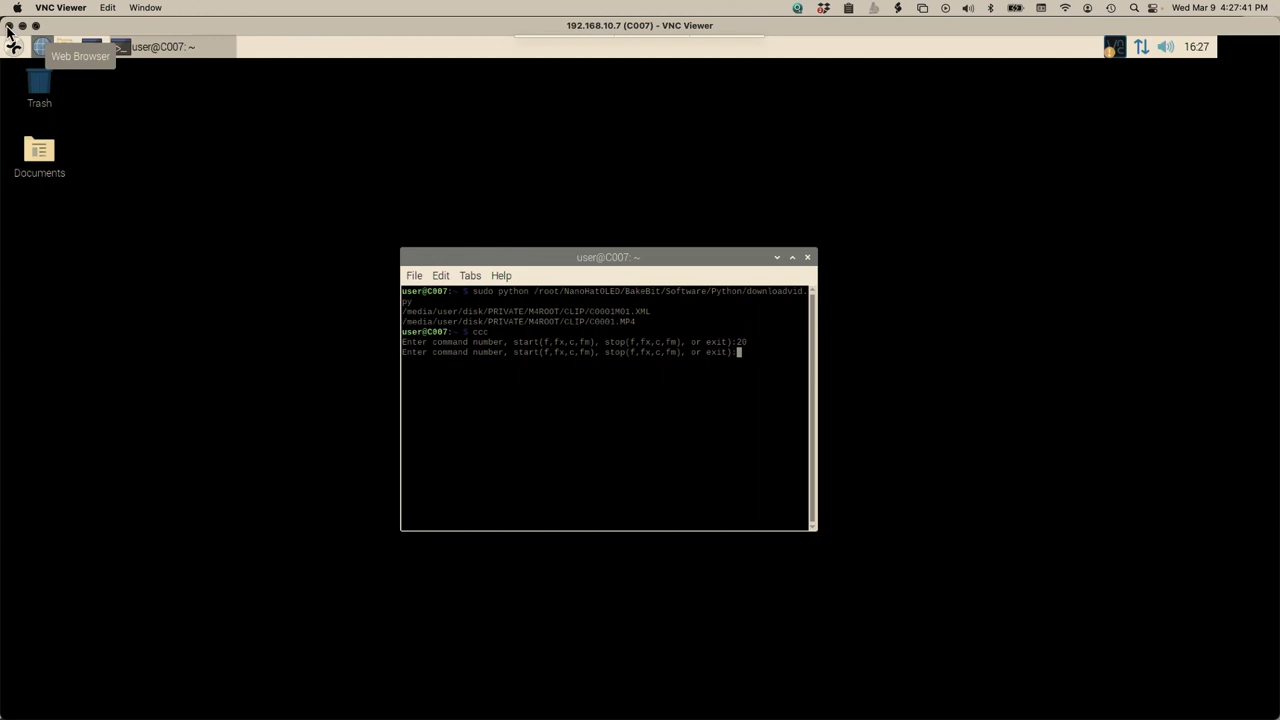 VNC Viewer Edit Window
Wed Mar 9 4:27:41 PM
192.168.10.7 (C007) - VNC Viewer
user@C007: ~
16:27
Web Browser
Trash
Documents
user@C007: ~
File Edit Tabs Help
user@C007:~ $ sudo python /root/NanoHatOLED/BakeBit/Software/Python/downloadvid.
py
/media/user/disk/PRIVATE/M4ROOT/CLIP/C0001M01.XML
/media/user/disk/PRIVATE/M4ROOT/CLIP/C0001.MP4
user@C007:~ $ ccc
Enter command number, start(f,fx,c,fm), stop(f,fx,c,fm), or exit):20
Enter command number, start(f,fx,c,fm), stop(f,fx,c,fm), or exit):